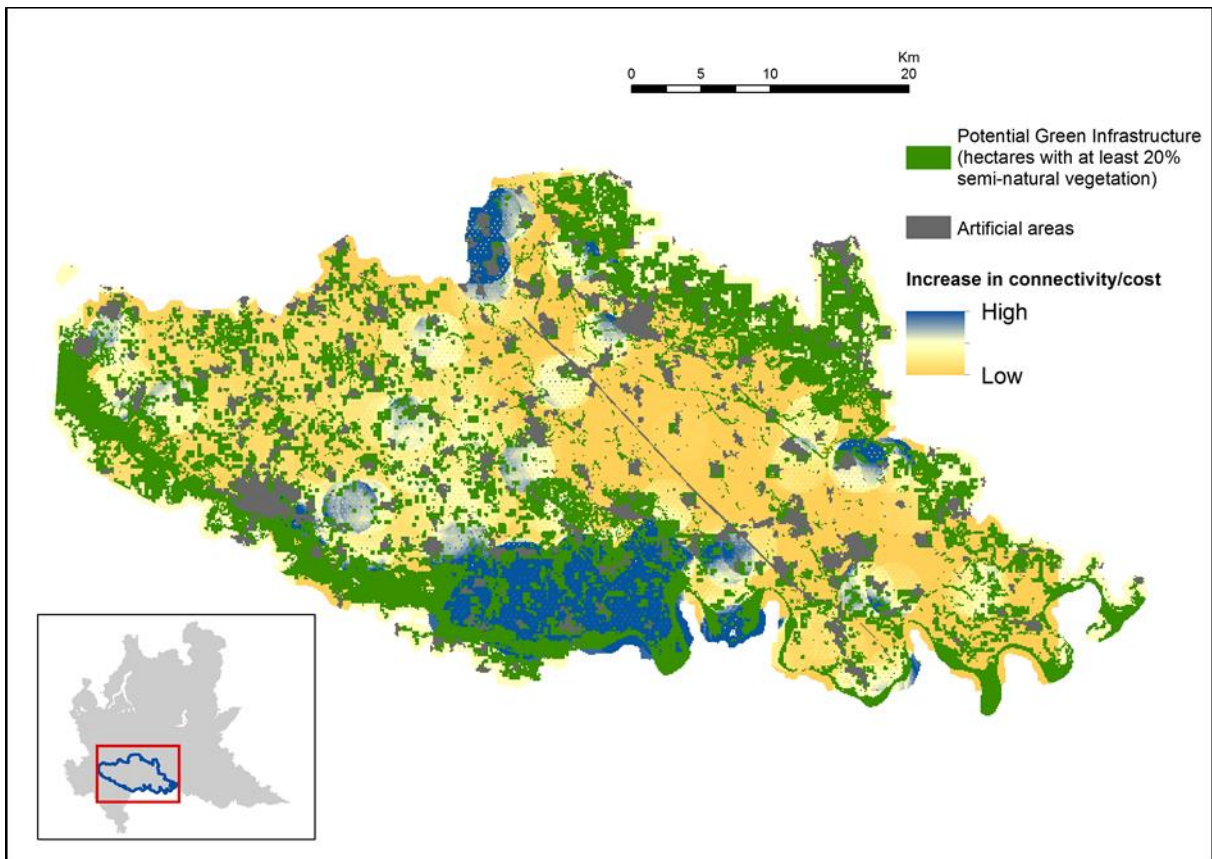 Km
0 5 10 20
Potential Green Infrastructure
(hectares with at least 20%
semi-natural vegetation)
Artificial areas
Increase in connectivity/cost
High
Low